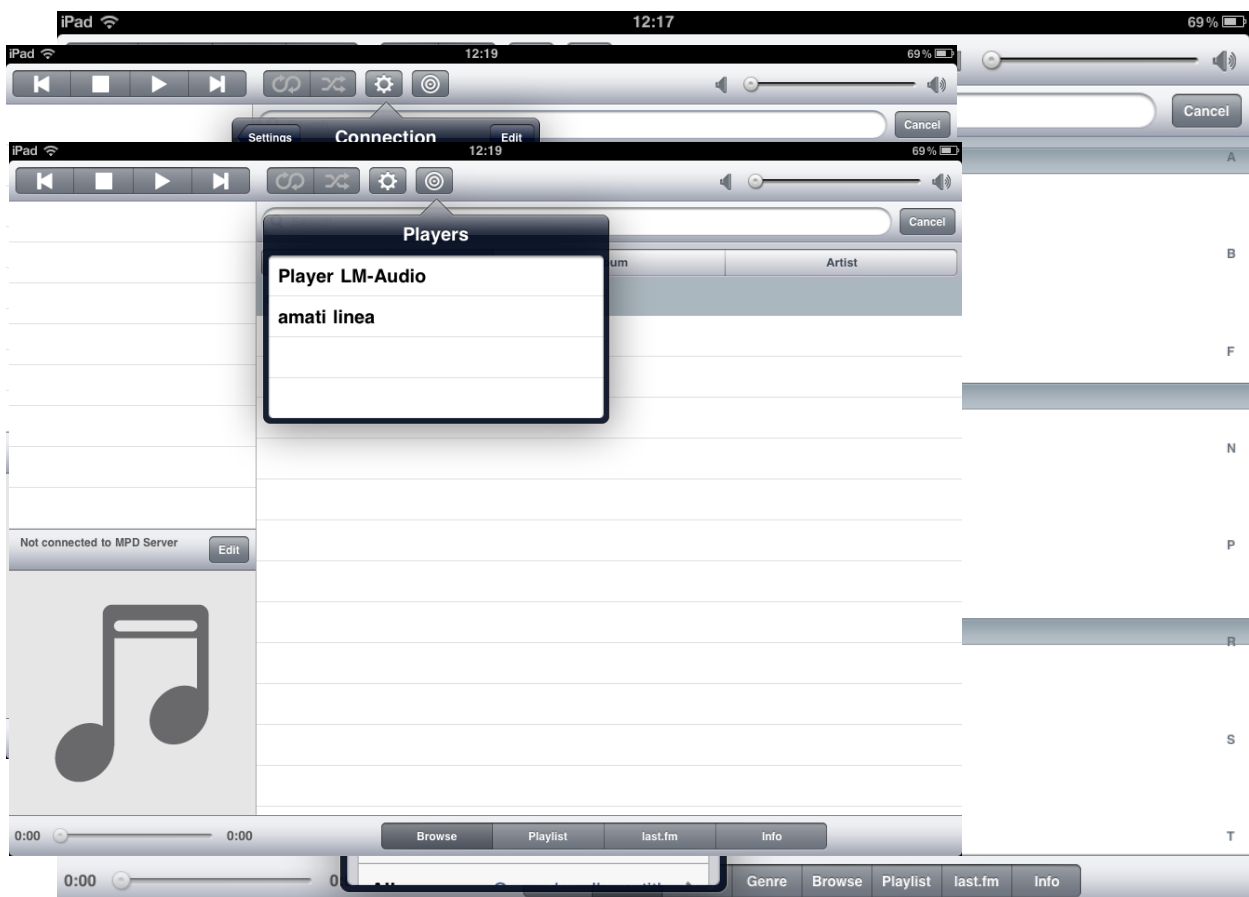 iPad 12:17 69%
iPad 12:19 69%
Cancel
Settings Connection Edit
Cancel
iPad 12:19 69%
A
Players
Cancel
B
Artist
Player LM-Audio
amati linea
F
N
Not connected to MPD Server Edit
P
R
S
0:00 0:00 Browse Playlist last.fm Info
T
0:00 Genre Browse Playlist last.fm Info